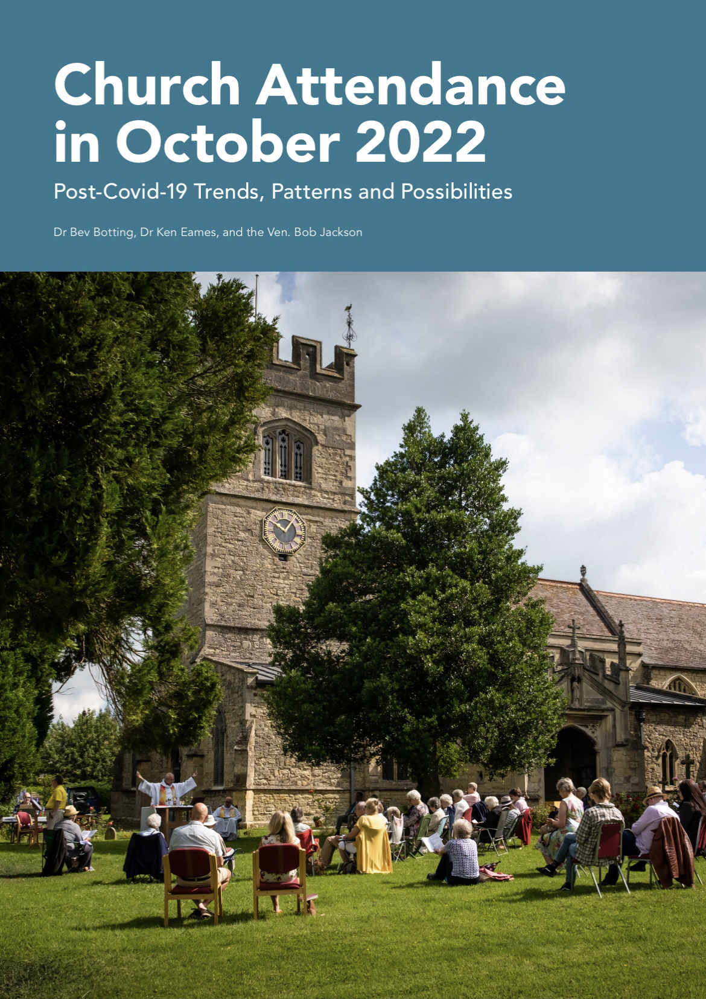 Church Attendance
in October 2022
Post-Covid-19 Trends, Patterns and Possibilities
Dr Bev Botting, Dr Ken Eames, and the Ven. Bob Jackson